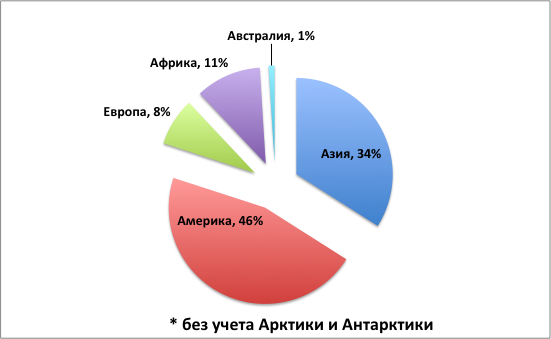 Австралия, 1%
Африка, 11%
Европа, 8%
Азия, 34%
Америка, 46%
* без учета Арктики и Антарктики